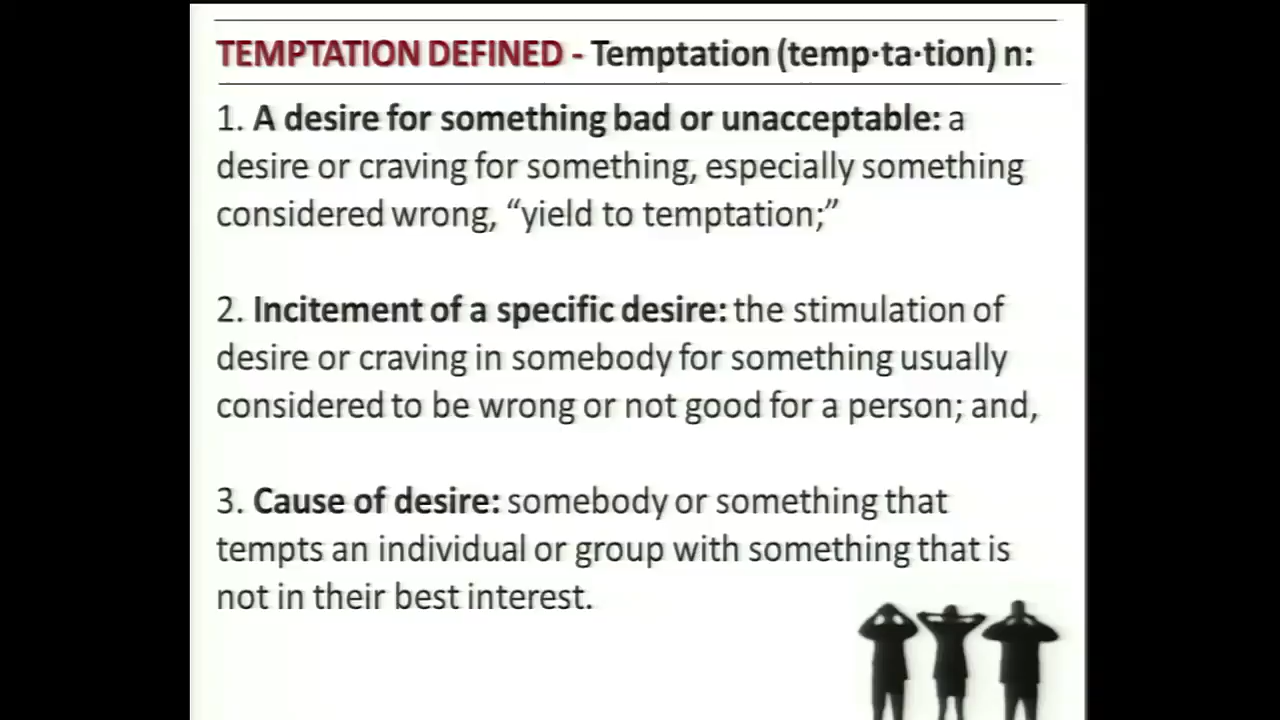 TEMPTATION DEFINED - Temptation (temp·ta·tion) n:
1. A desire for something bad or unacceptable: a
desire or craving for something, especially something
considered wrong, “yield to temptation;”
2. Incitement of a specific desire: the stimulation of
desire or craving in somebody for something usually
considered to be wrong or not good for a person; and,
3. Cause of desire: somebody or something that
tempts an individual or group with something that is
not in their best interest.